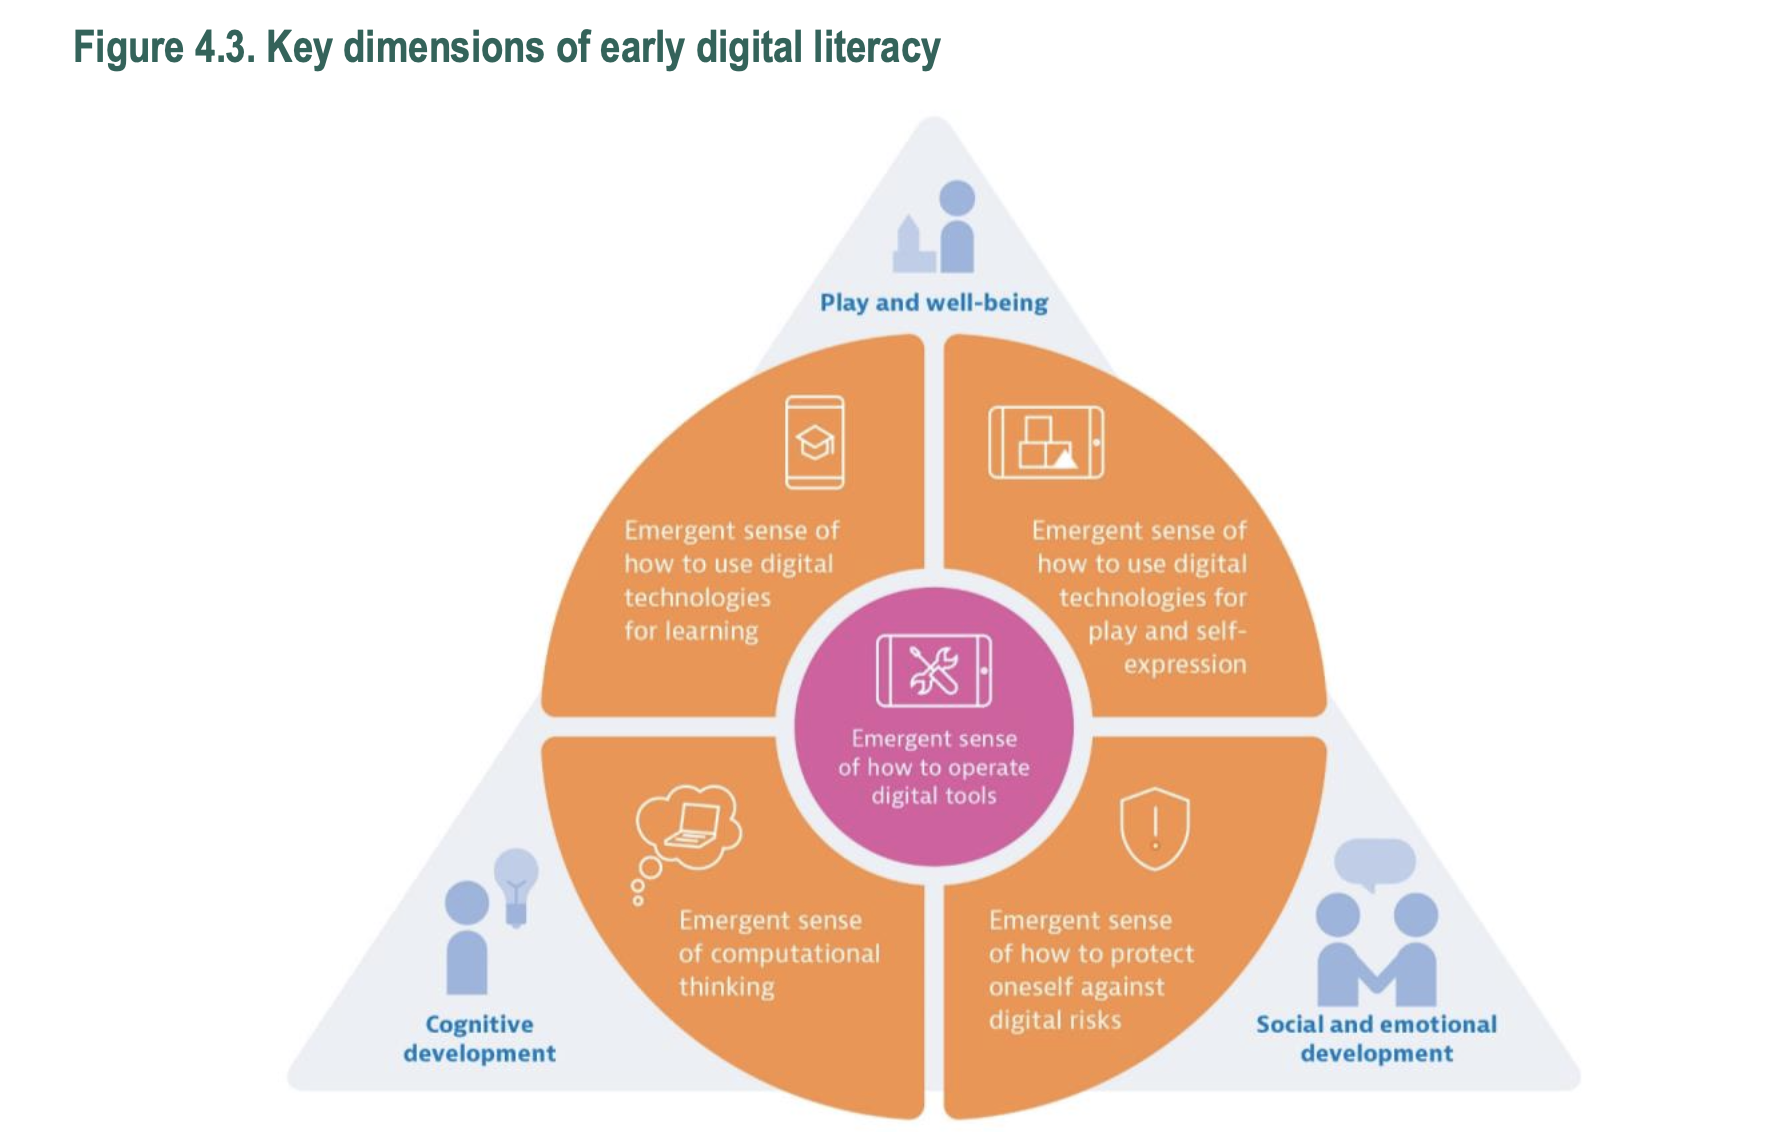 Figure 4.3. Key dimensions of early digital literacy
Play and well-being
Emergent sense of
how to use digital
technologies
for learning
Emergent sense of
how to use digital
technologies for
play and self-
expression
Emergent sense
of how to operate
digital tools
Emergent sense
of computational
thinking
Emergent sense
of how to protect
oneself against
digital risks
Cognitive
development
Social and emotional
development